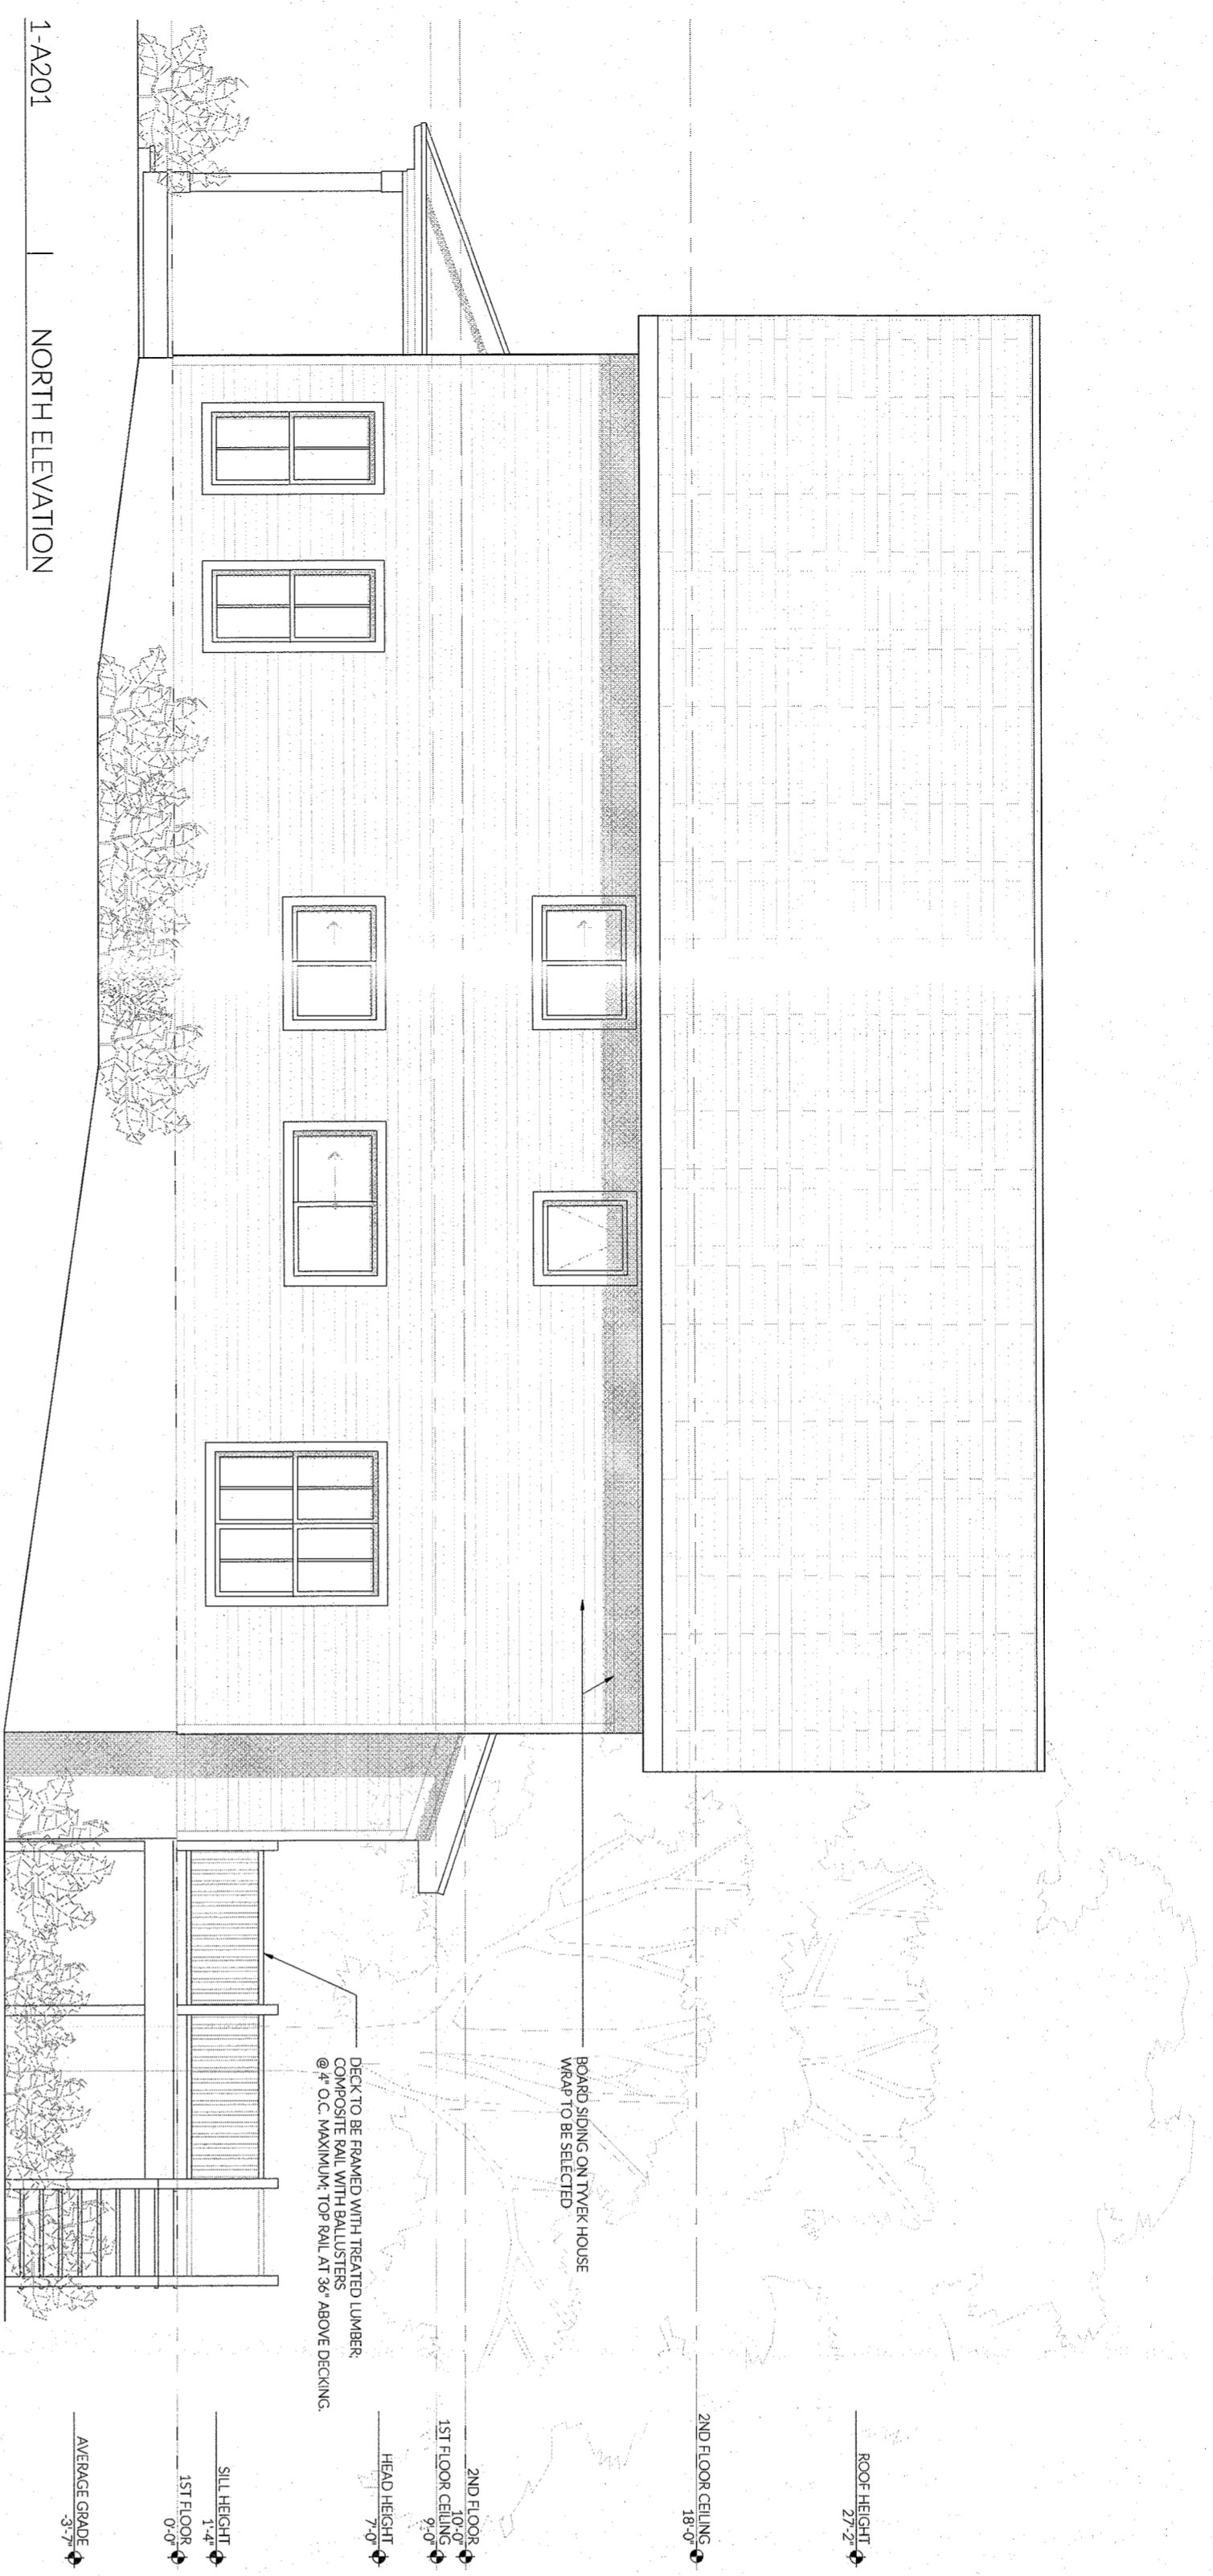 ROOF HEIGHT
27'-2"
2ND FLOOR CEILING
18'-0"
2ND FLOOR
10'-0"
1ST FLOOR CEILING
9'-0"
HEAD HEIGHT
7'-0"
SILL HEIGHT
1'-4"
1ST FLOOR
0'-0"
AVERAGE GRADE
-3'-7"
BOARD SIDING ON TYVEK HOUSE
WRAP TO BE SELECTED
DECK TO BE FRAMED WITH TREATED LUMBER;
COMPOSITE RAIL WITH BALLUSTERS
@ 4" O.C. MAXIMUM; TOP RAIL AT 36" ABOVE DECKING.
1-A201 NORTH ELEVATION